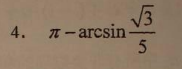 4. π − arcsin √3/5